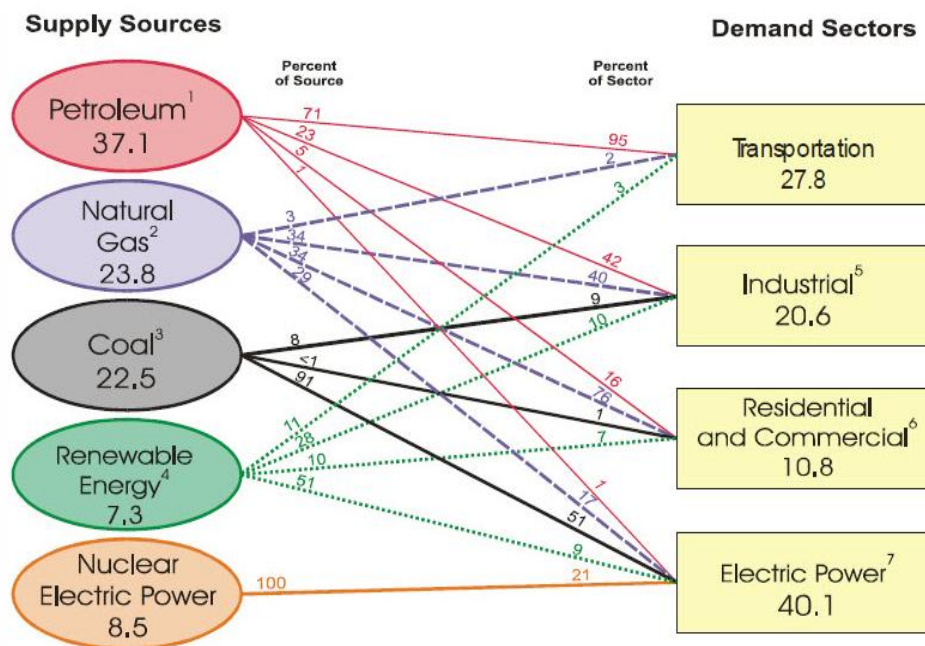 Supply Sources
Demand Sectors
Percent
of Source
Percent
of Sector
Petroleum¹
37.1
71
23
5
1
95
2
3
Transportation
27.8
Natural
Gas²
23.8
3
34
34
29
42
40
9
10
Industrial⁵
20.6
Coal³
22.5
8
<1
91
16
76
1
7
Residential
and Commercial⁶
10.8
Renewable
Energy⁴
7.3
11
28
10
51
1
17
51
9
21
Electric Power⁷
40.1
Nuclear
Electric Power
8.5
100